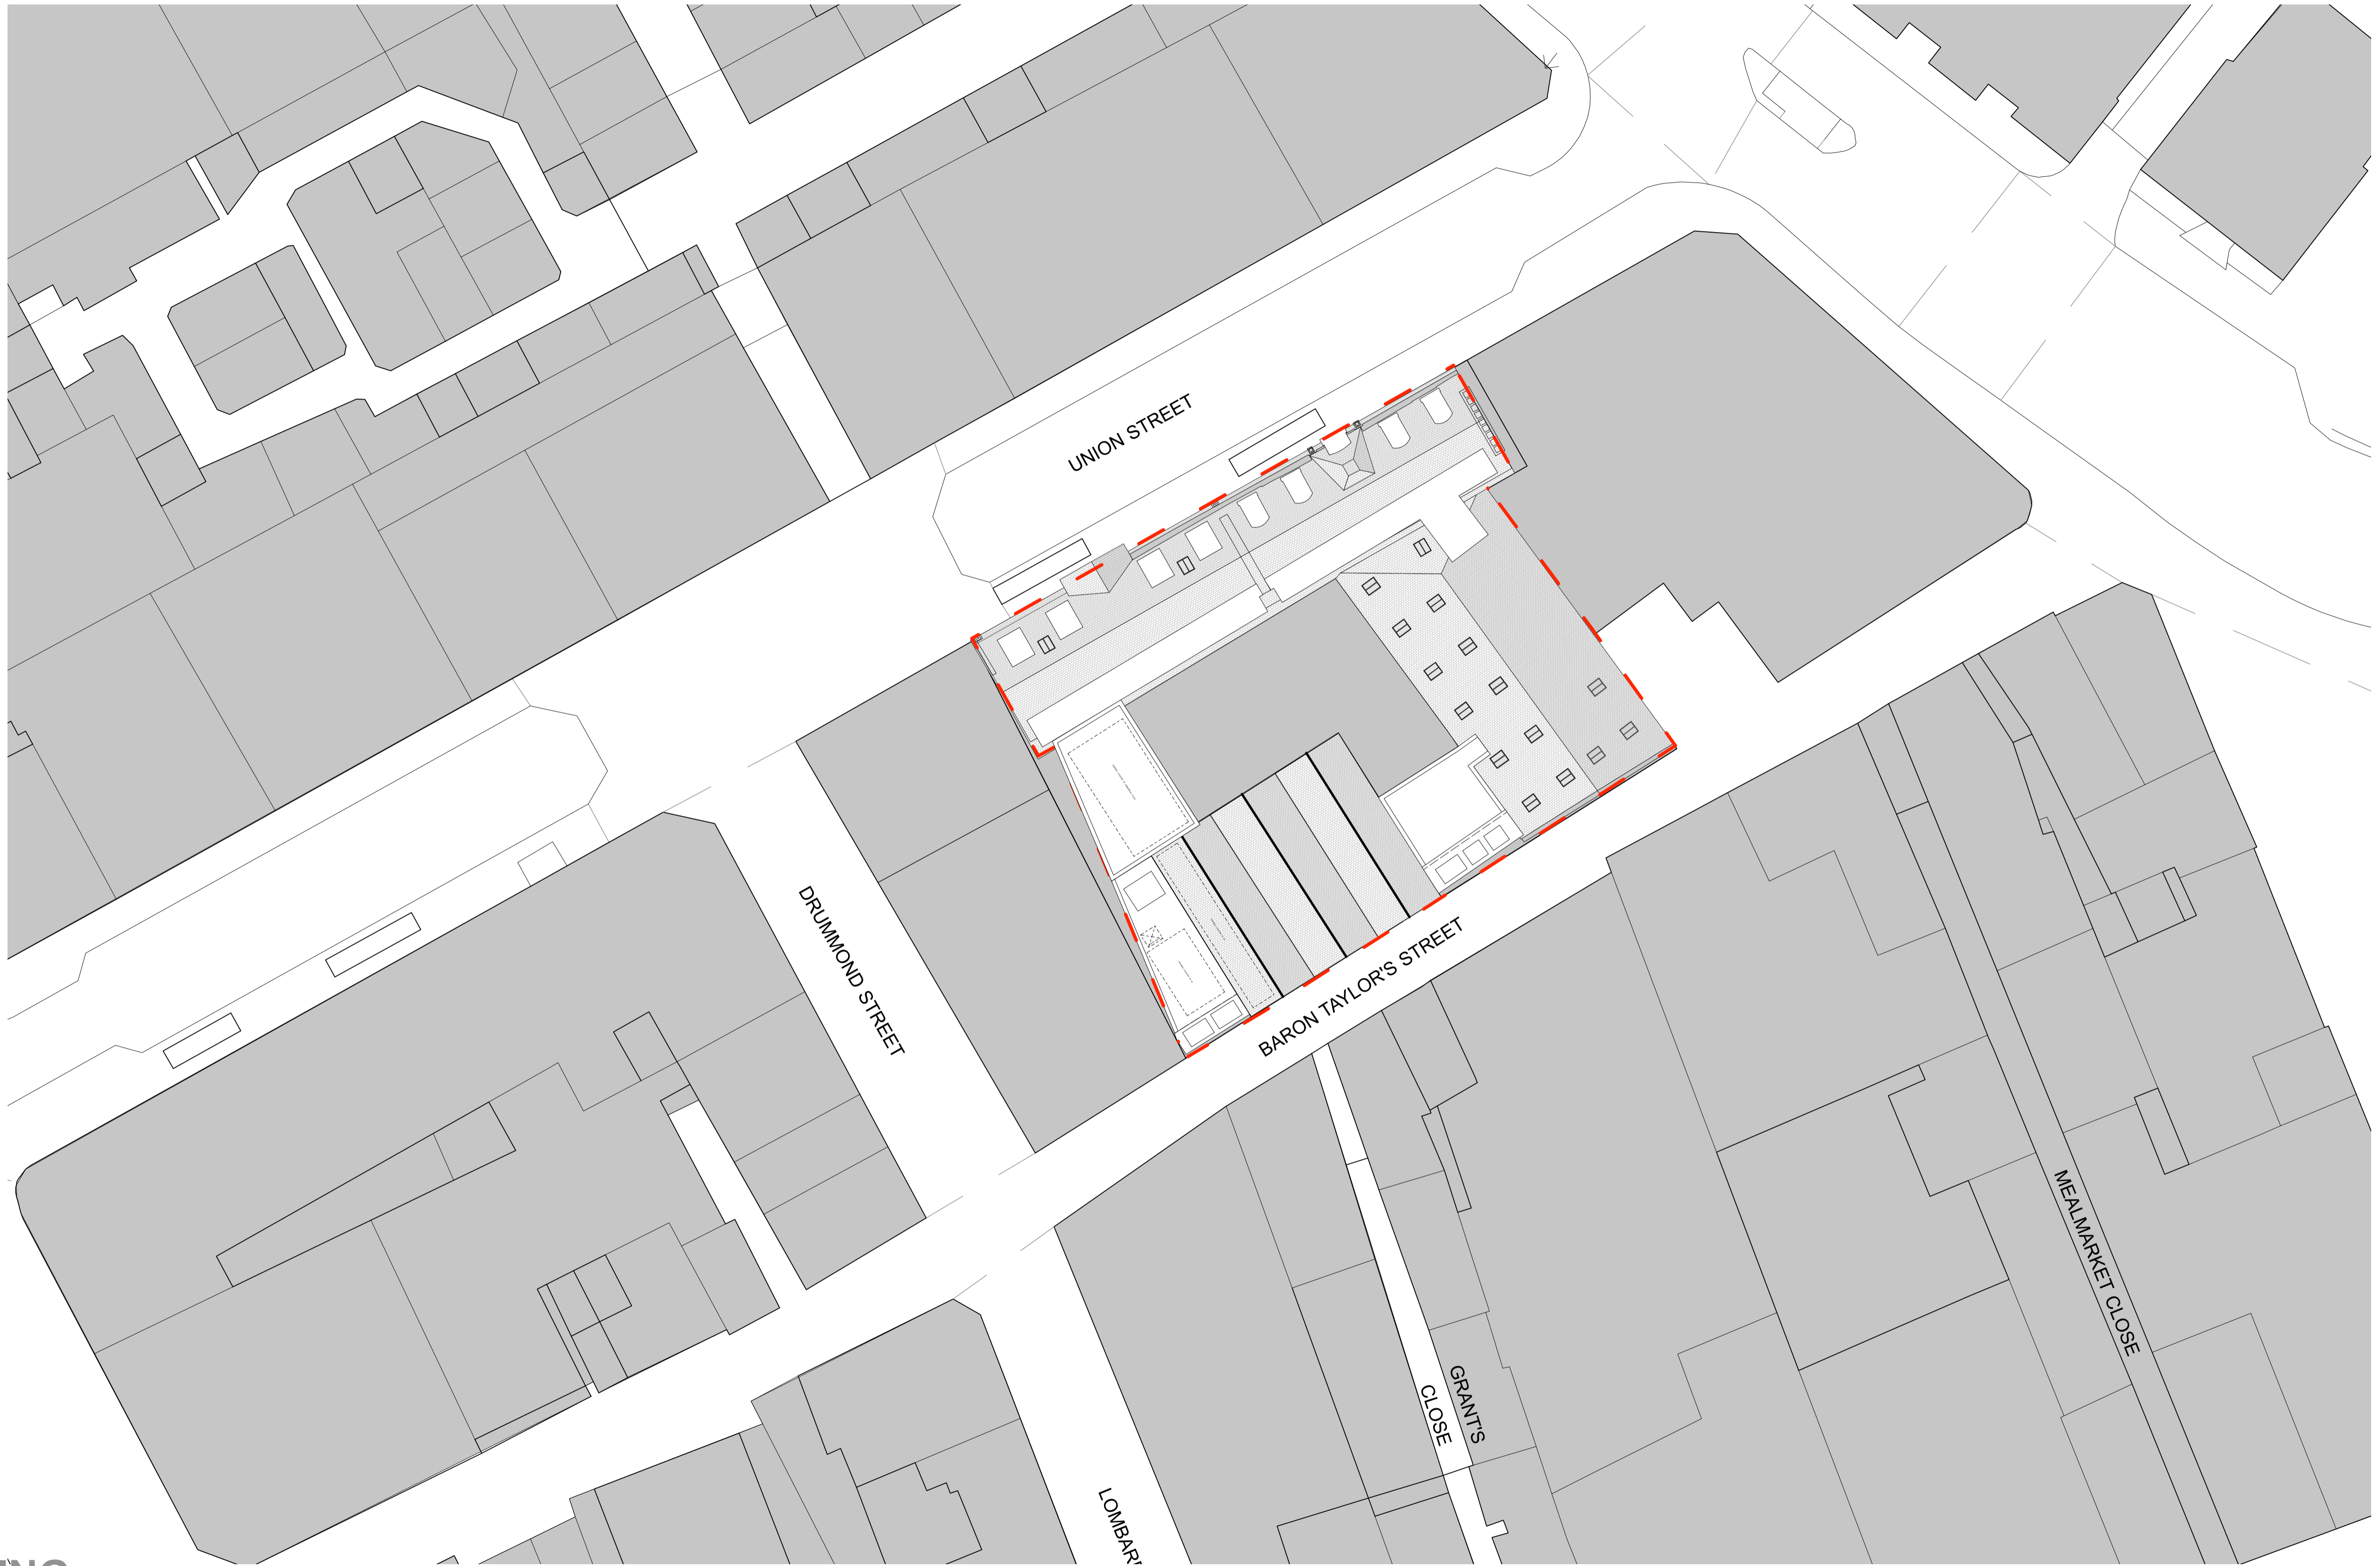 UNION STREET
DRUMMOND STREET
BARON TAYLOR'S STREET
MEALMARKET CLOSE
GRANT'S
CLOSE